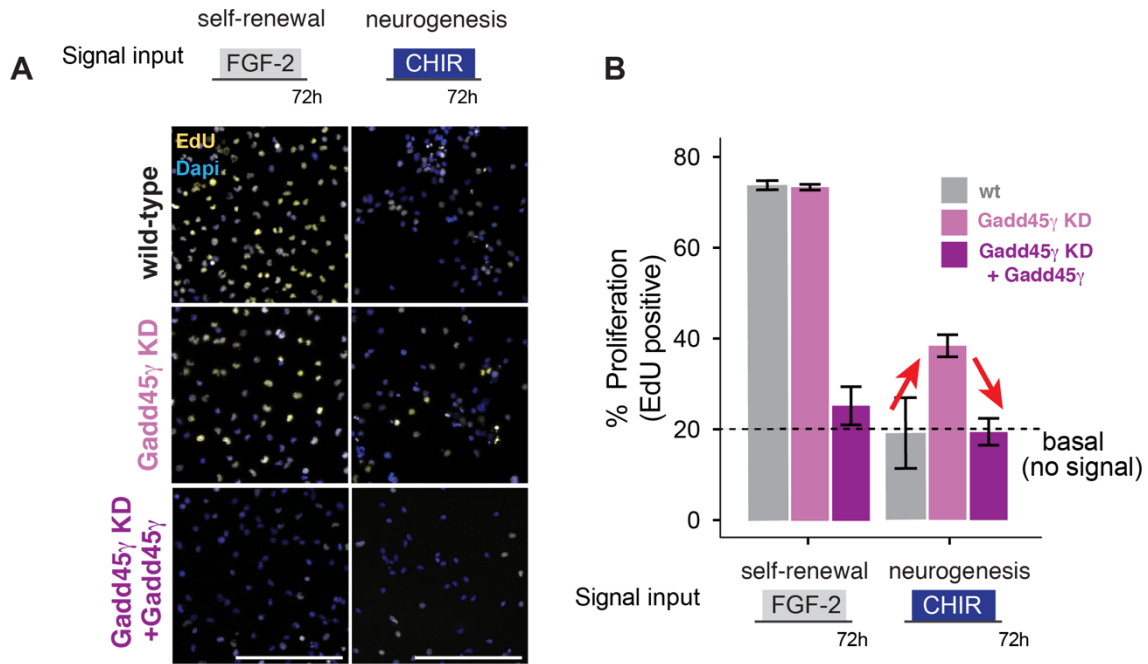 self-renewal neurogenesis
A Signal input FGF-2 CHIR
72h 72h
EdU
Dapi
wild-type
Gadd45γ KD
Gadd45γ KD
+Gadd45γ
B
% Proliferation
(EdU positive)
80
60
40
20
0
wt
Gadd45γ KD
Gadd45γ KD
+ Gadd45γ
basal
(no signal)
self-renewal neurogenesis
Signal input FGF-2 CHIR
72h 72h